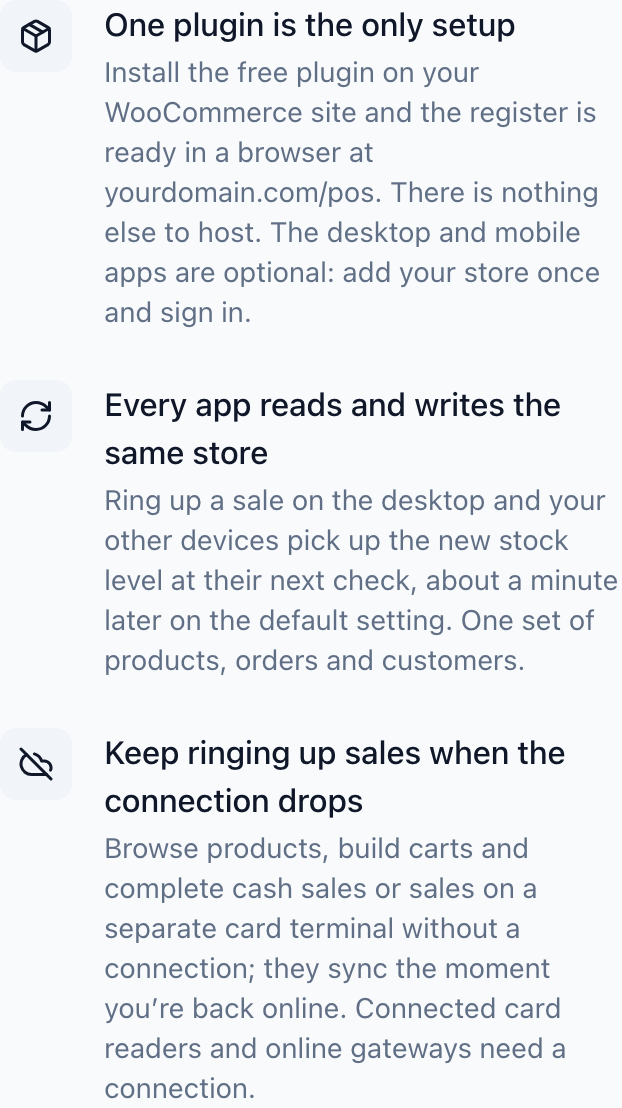 One plugin is the only setup
Install the free plugin on your
WooCommerce site and the register is
ready in a browser at
yourdomain.com/pos. There is nothing
else to host. The desktop and mobile
apps are optional: add your store once
and sign in.
Every app reads and writes the
same store
Ring up a sale on the desktop and your
other devices pick up the new stock
level at their next check, about a minute
later on the default setting. One set of
products, orders and customers.
Keep ringing up sales when the
connection drops
Browse products, build carts and
complete cash sales or sales on a
separate card terminal without a
connection; they sync the moment
you’re back online. Connected card
readers and online gateways need a
connection.